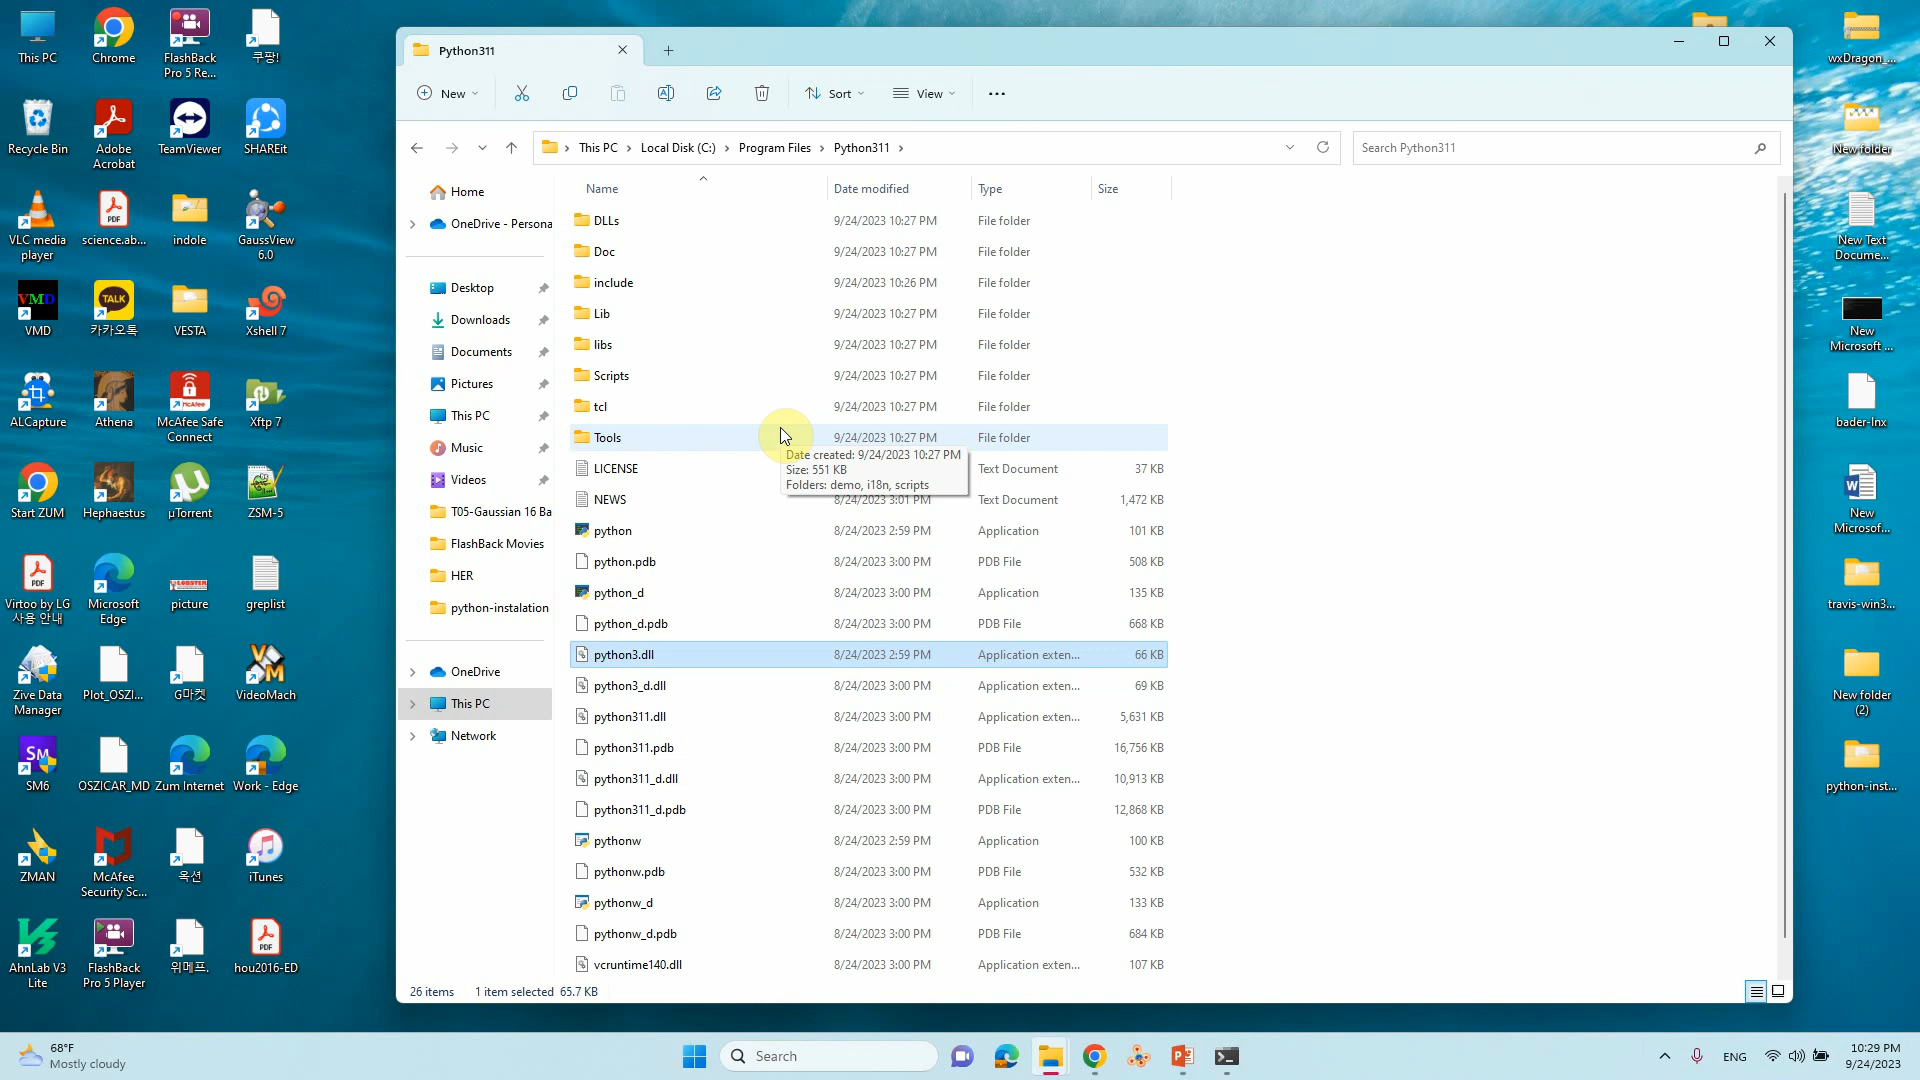 This PC
Chrome
FlashBack
Pro 5 Re...
쿠팡!
Recycle Bin
Adobe
Acrobat
TeamViewer
SHAREit
VLC media
player
science.ab...
indole
GaussView
6.0
VMD
카카오톡
VESTA
Xshell 7
ALCapture
Athena
McAfee Safe
Connect
Xftp 7
Start ZUM
Hephaestus
µTorrent
ZSM-5
Virtoo by LG
사용 안내
Microsoft
Edge
picture
greplist
Zive Data
Manager
Plot_OSZI...
G마켓
VideoMach
SM6
OSZICAR_MD
Zum Internet
Work - Edge
ZMAN
McAfee
Security Sc...
옥션
iTunes
AhnLab V3
Lite
FlashBack
Pro 5 Player
위메프.
hou2016-ED
Python311
New
Sort
View
This PC
Local Disk (C:)
Program Files
Python311
Search Python311
Home
OneDrive - Persona
Desktop
Downloads
Documents
Pictures
This PC
Music
Videos
T05-Gaussian 16 Ba
FlashBack Movies
HER
python-instalation
OneDrive
This PC
Network
Name Date modified Type Size
DLLs 9/24/2023 10:27 PM File folder
Doc 9/24/2023 10:27 PM File folder
include 9/24/2023 10:26 PM File folder
Lib 9/24/2023 10:27 PM File folder
libs 9/24/2023 10:27 PM File folder
Scripts 9/24/2023 10:27 PM File folder
tcl 9/24/2023 10:27 PM File folder
Tools 9/24/2023 10:27 PM File folder
Date created: 9/24/2023 10:27 PM
Size: 551 KB
Folders: demo, i18n, scripts
LICENSE Text Document 37 KB
NEWS 8/24/2023 3:01 PM Text Document 1,472 KB
python 8/24/2023 2:59 PM Application 101 KB
python.pdb 8/24/2023 3:00 PM PDB File 508 KB
python_d 8/24/2023 3:00 PM Application 135 KB
python_d.pdb 8/24/2023 3:00 PM PDB File 668 KB
python3.dll 8/24/2023 2:59 PM Application exten... 66 KB
python3_d.dll 8/24/2023 3:00 PM Application exten... 69 KB
python311.dll 8/24/2023 3:00 PM Application exten... 5,631 KB
python311.pdb 8/24/2023 3:00 PM PDB File 16,756 KB
python311_d.dll 8/24/2023 3:00 PM Application exten... 10,913 KB
python311_d.pdb 8/24/2023 3:00 PM PDB File 12,868 KB
pythonw 8/24/2023 2:59 PM Application 100 KB
pythonw.pdb 8/24/2023 3:00 PM PDB File 532 KB
pythonw_d 8/24/2023 3:00 PM Application 133 KB
pythonw_d.pdb 8/24/2023 3:00 PM PDB File 684 KB
vcruntime140.dll 8/24/2023 3:00 PM Application exten... 107 KB
26 items 1 item selected 65.7 KB
wxDragon_...
New folder
New Text
Docume...
New
Microsoft ...
bader-lnx
New
Microsof...
travis-win3...
New folder
(2)
python-inst...
68°F
Mostly cloudy
Search
ENG
10:29 PM
9/24/2023